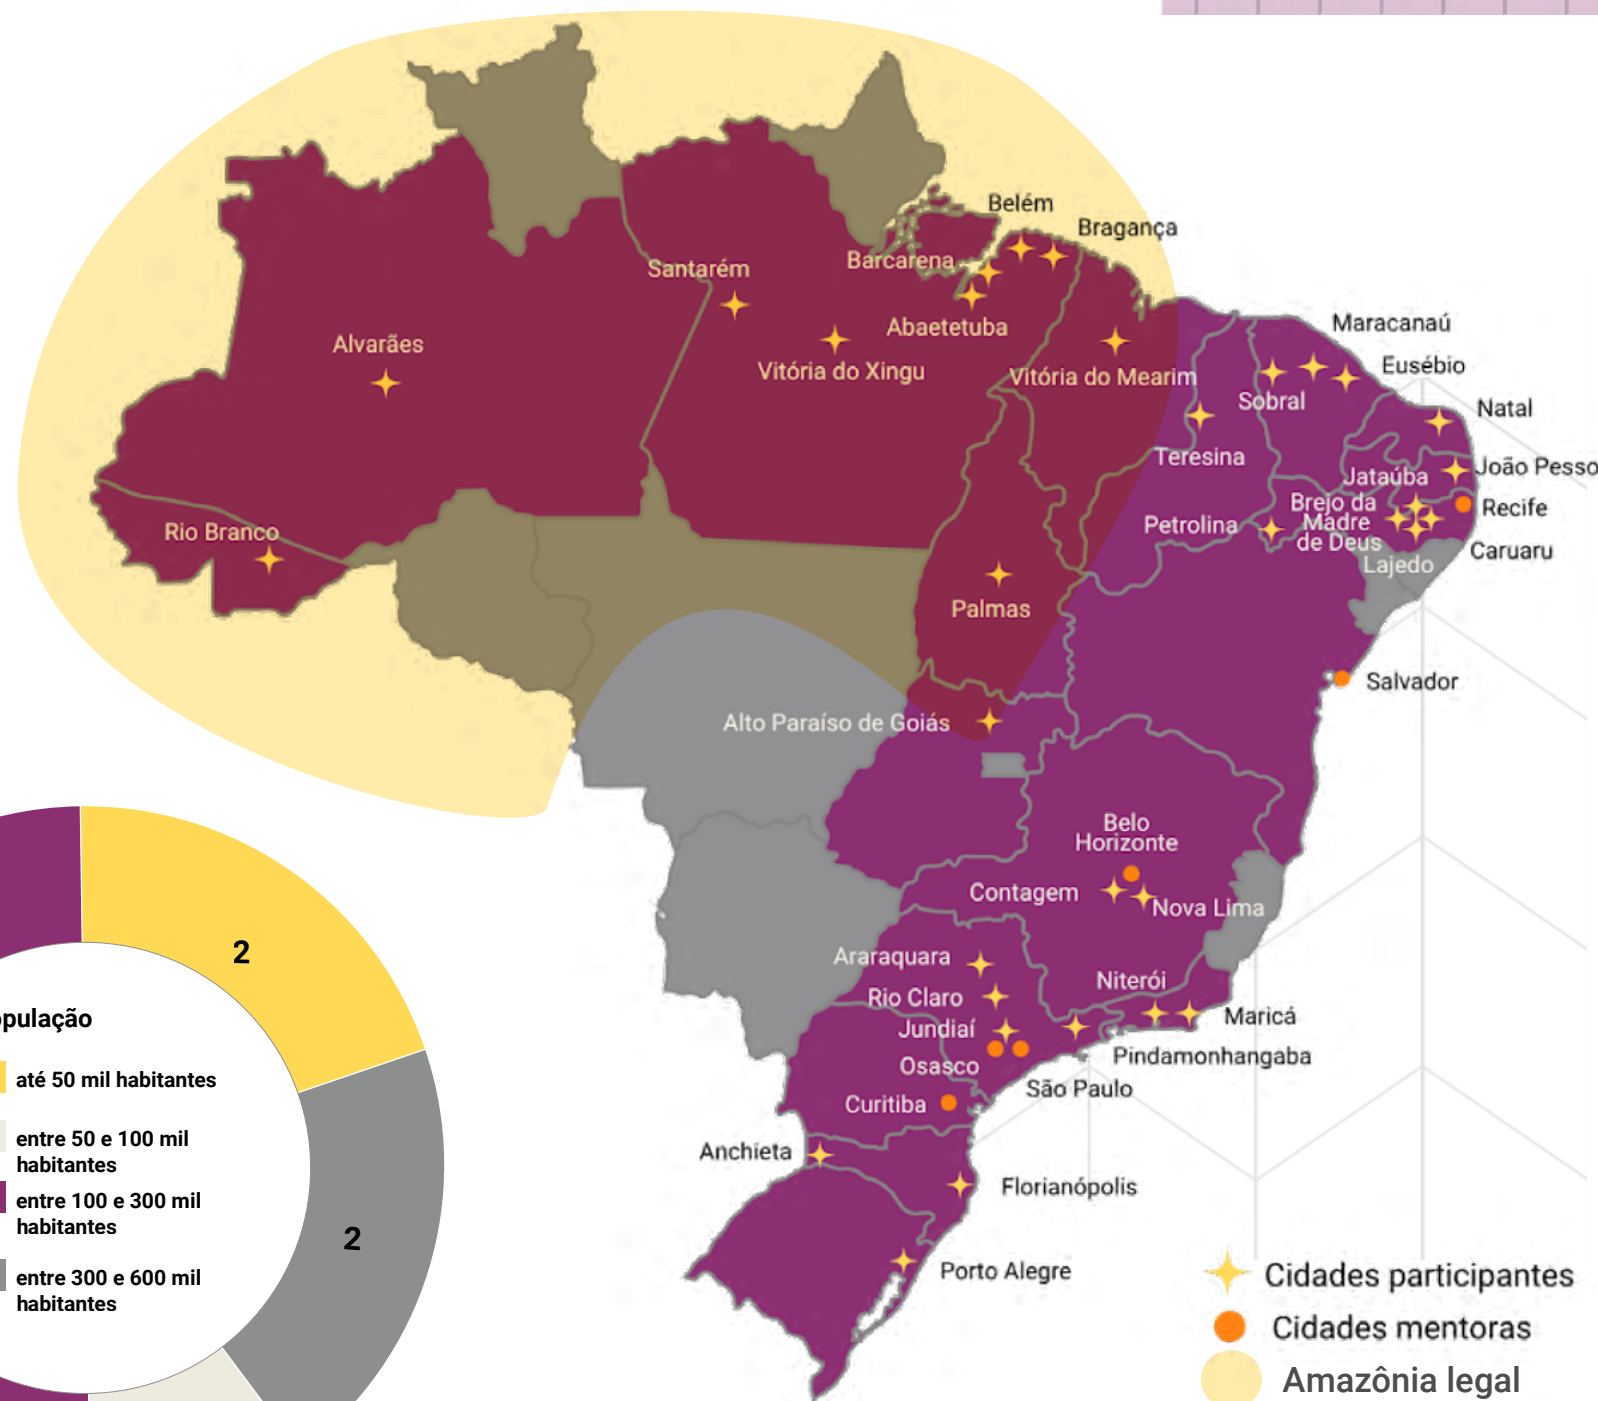 Belém
Bragança
Barcarena
Santarém
Abaetetuba
Alvarães
Vitória do Xingu
Vitória do Mearim
Maracanaú
Eusébio
Sobral
Natal
Teresina
Jataúba
João Pesso
Brejo da
Madre
de Deus
Recife
Petrolina
Rio Branco
Caruaru
Lajedo
Palmas
Salvador
Alto Paraíso de Goiás
Belo
Horizonte
Contagem
Nova Lima
Araraquara
Niterói
Rio Claro
Maricá
Jundiaí
Pindamonhangaba
Osasco
São Paulo
Curitiba
Anchieta
Florianópolis
Porto Alegre
2
pulação
até 50 mil habitantes
entre 50 e 100 mil
habitantes
entre 100 e 300 mil
habitantes
2
entre 300 e 600 mil
habitantes
Cidades participantes
Cidades mentoras
Amazônia legal